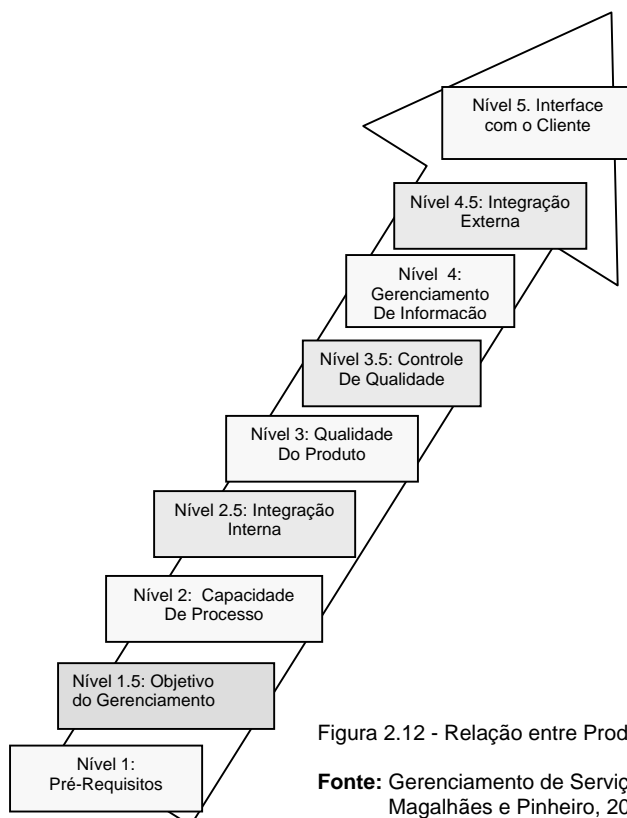 Nível 5. Interface
com o Cliente
Nível 4.5: Integração
Externa
Nível 4:
Gerenciamento
De Informacão
Nível 3.5: Controle
De Qualidade
Nível 3: Qualidade
Do Produto
Nível 2.5: Integração
Interna
Nível 2: Capacidade
De Processo
Nível 1.5: Objetivo
do Gerenciamento
Nível 1:
Pré-Requisitos
Figura 2.12 - Relação entre Prod
Fonte: Gerenciamento de Serviç
Magalhães e Pinheiro, 20